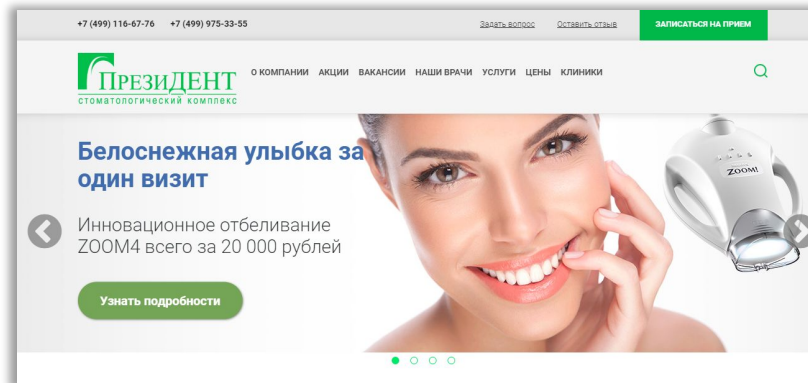 +7 (499) 116-67-76 +7 (499) 975-33-55 Задать вопрос Оставить отзыв ЗАПИСАТЬСЯ НА ПРИЕМ
ПРЕЗИДЕНТ
СТОМАТОЛОГИЧЕСКИЙ КОМПЛЕКС
О КОМПАНИИ АКЦИИ ВАКАНСИИ НАШИ ВРАЧИ УСЛУГИ ЦЕНЫ КЛИНИКИ
Белоснежная улыбка за
один визит
Инновационное отбеливание
ZOOM4 всего за 20 000 рублей
Узнать подробности
ZOOM!